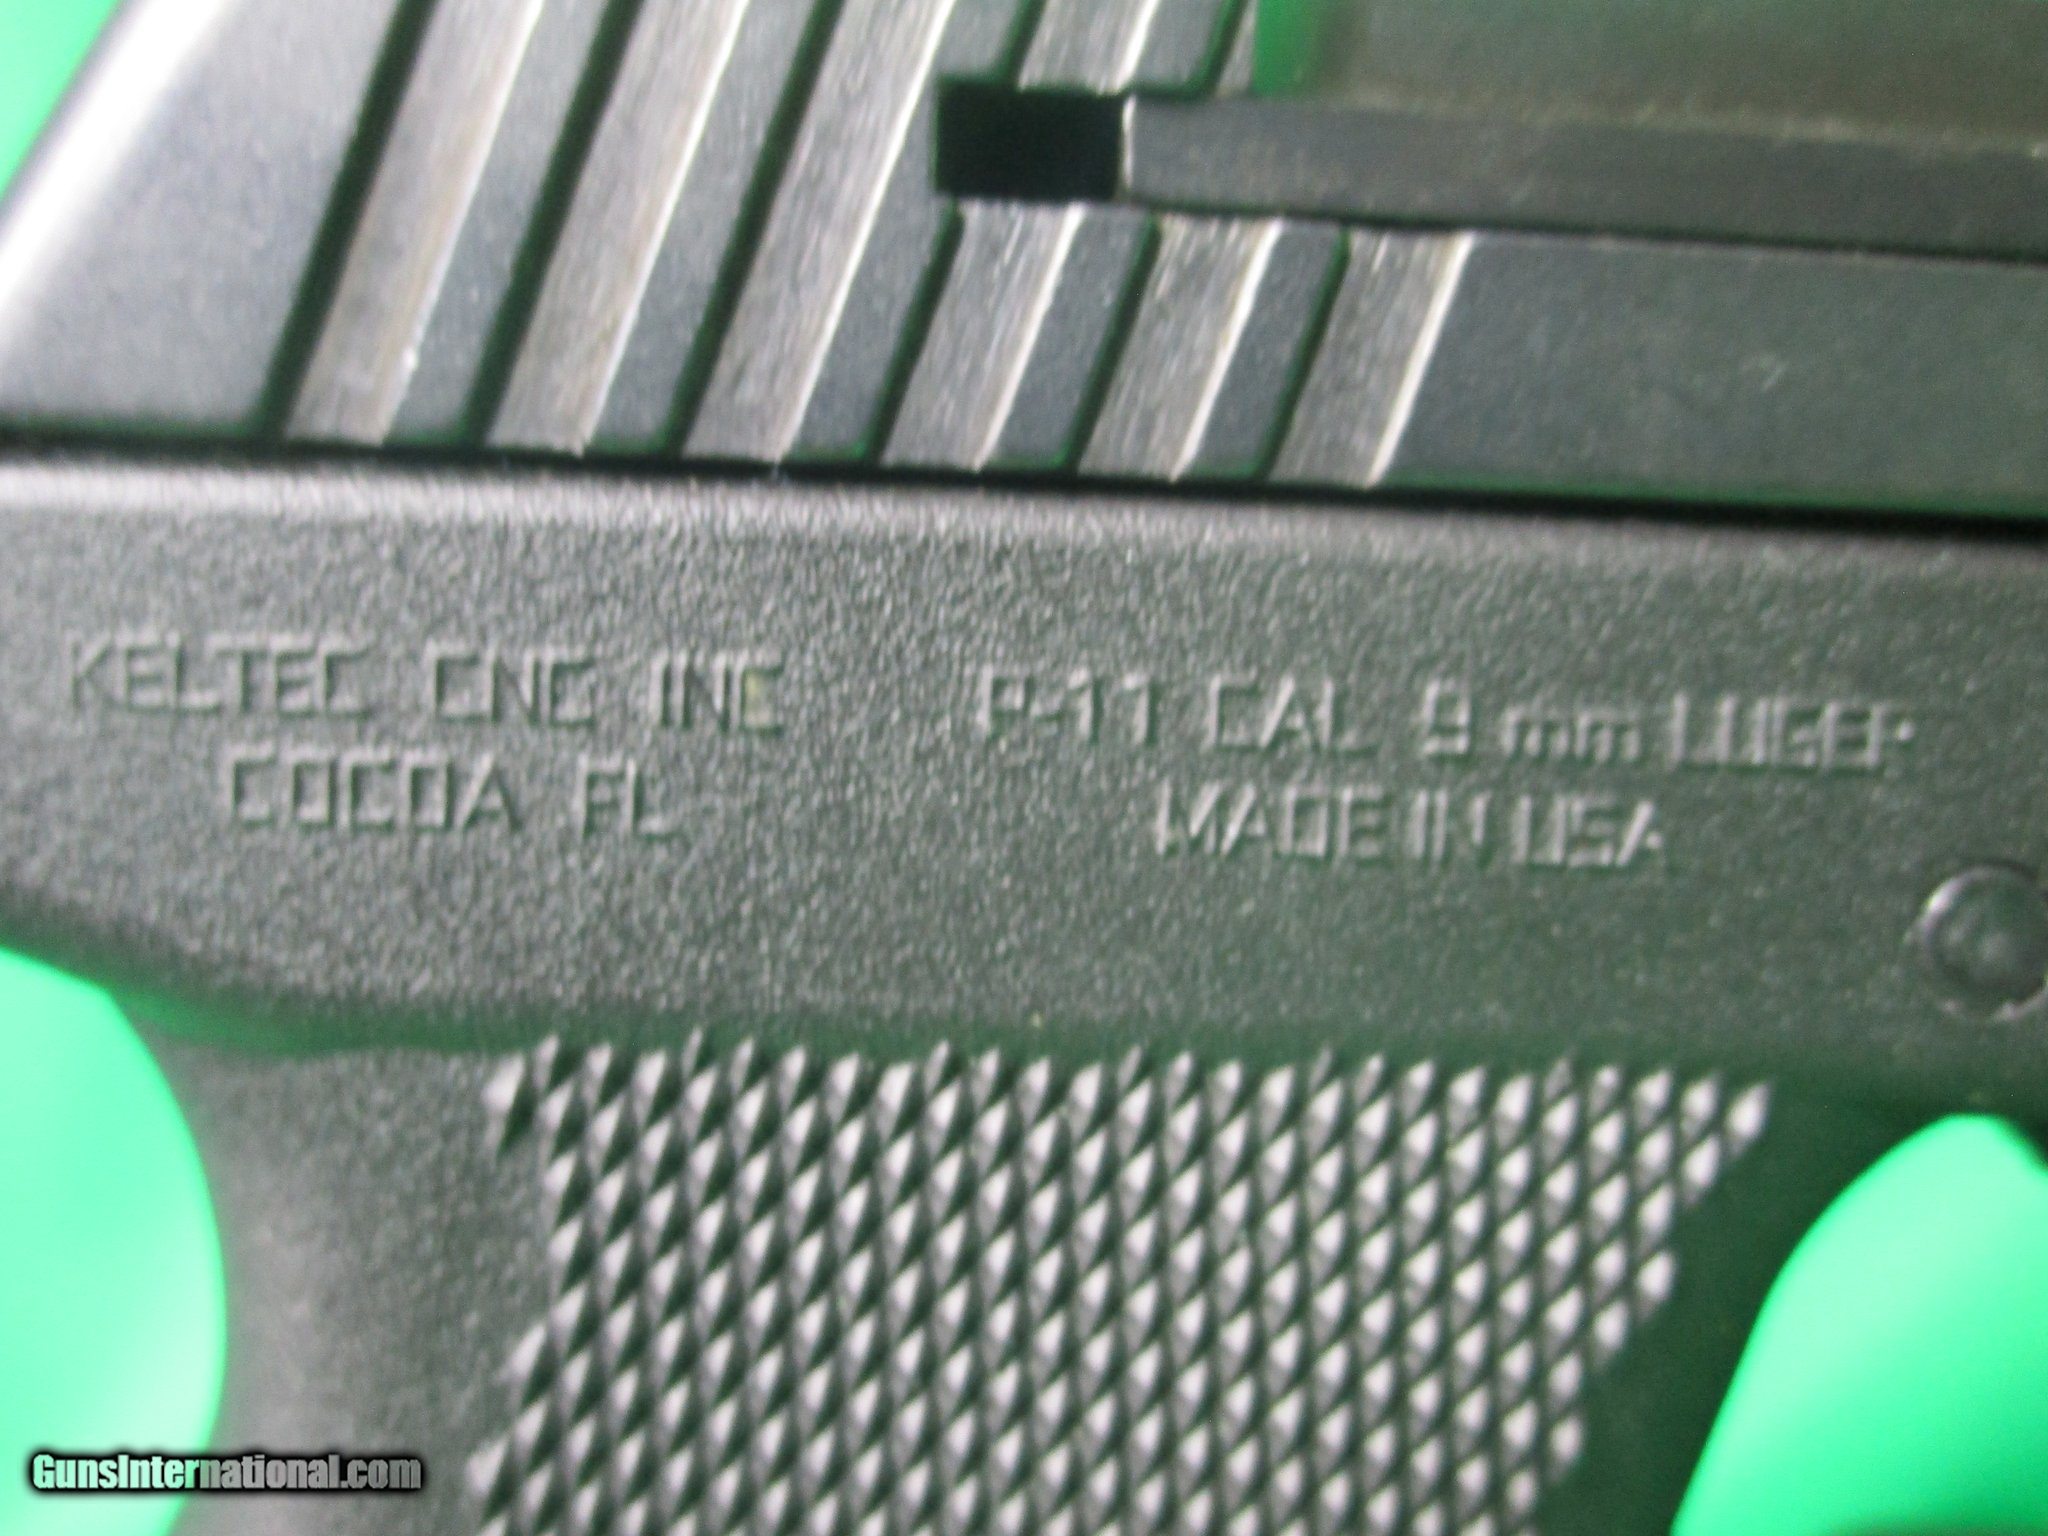 KELTEC CNC INC
COCOA FL
P-11 CAL 9 mm LUGER
MADE IN USA
GunsInternational.com